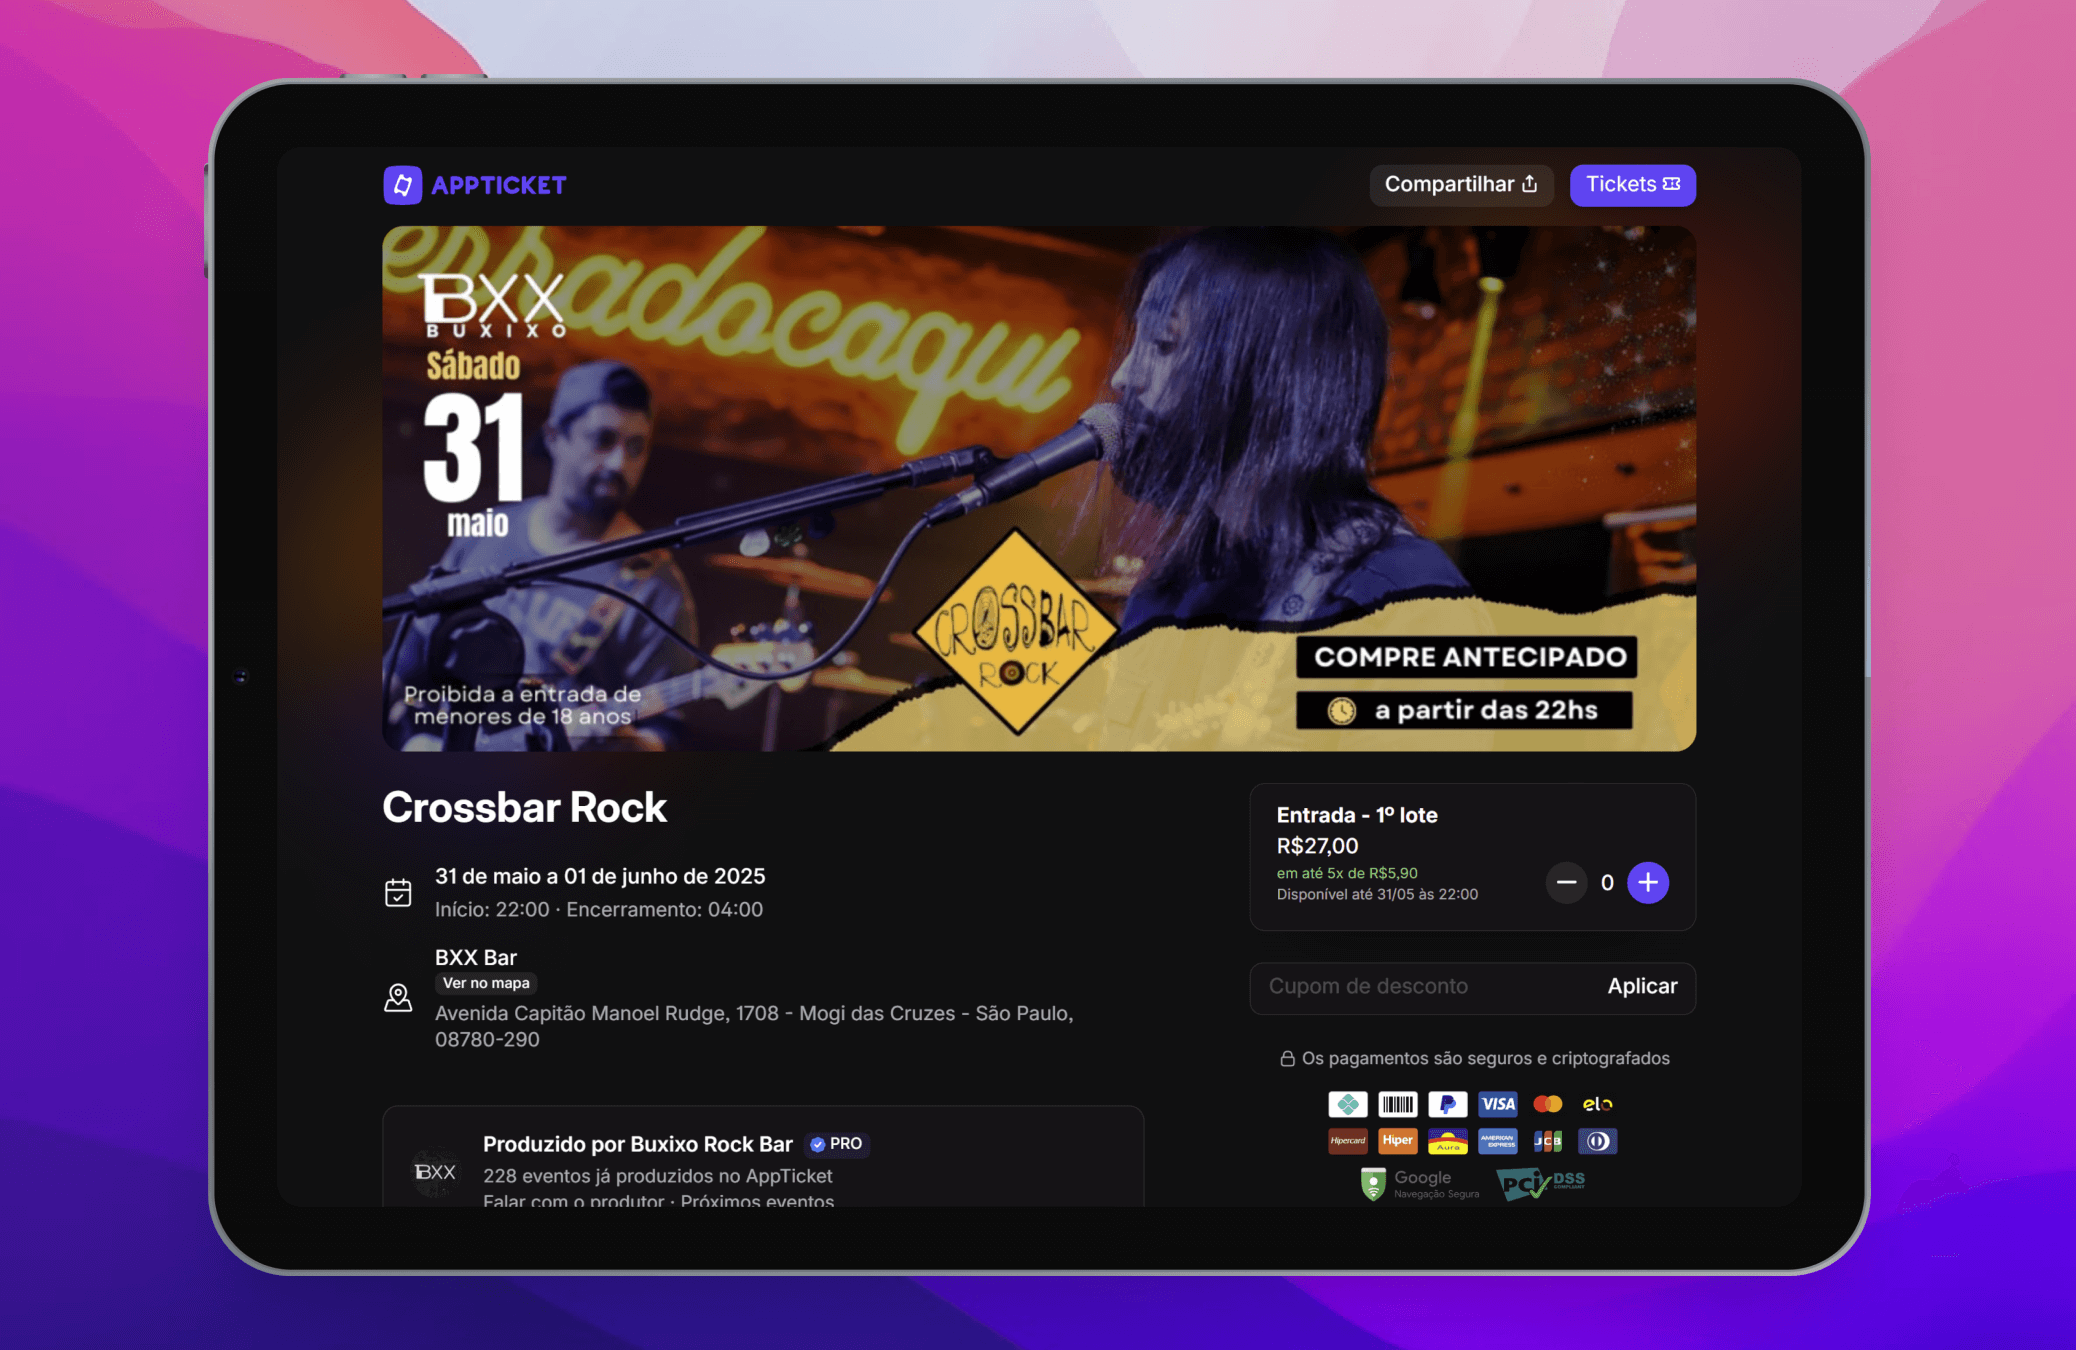 APPTICKET
Compartilhar
Tickets
erradocaqui
BXX
BUXIXO
Sábado
31
maio
CROSSBAR
ROCK
Proibida a entrada de
menores de 18 anos
COMPRE ANTECIPADO
a partir das 22hs
Crossbar Rock
31 de maio a 01 de junho de 2025
Início: 22:00 · Encerramento: 04:00
BXX Bar
Ver no mapa
Avenida Capitão Manoel Rudge, 1708 - Mogi das Cruzes - São Paulo,
08780-290
BXX
Produzido por Buxixo Rock Bar PRO
228 eventos já produzidos no AppTicket
Falar com o produtor · Próximos eventos
Entrada - 1º lote
R$27,00
em até 5x de R$5,90
Disponível até 31/05 às 22:00
0
Cupom de desconto
Aplicar
Os pagamentos são seguros e criptografados
VISA
elo
Hipercard
Hiper
Aura
AMERICAN
EXPRESS
JCB
Google
Navegação Segura
PCI DSS
COMPLIANT